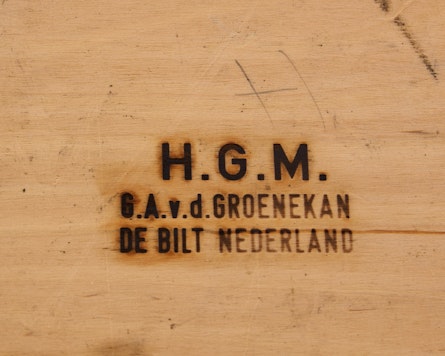 H.G.M.
G.A.v.d.GROENEKAN
DE BILT NEDERLAND